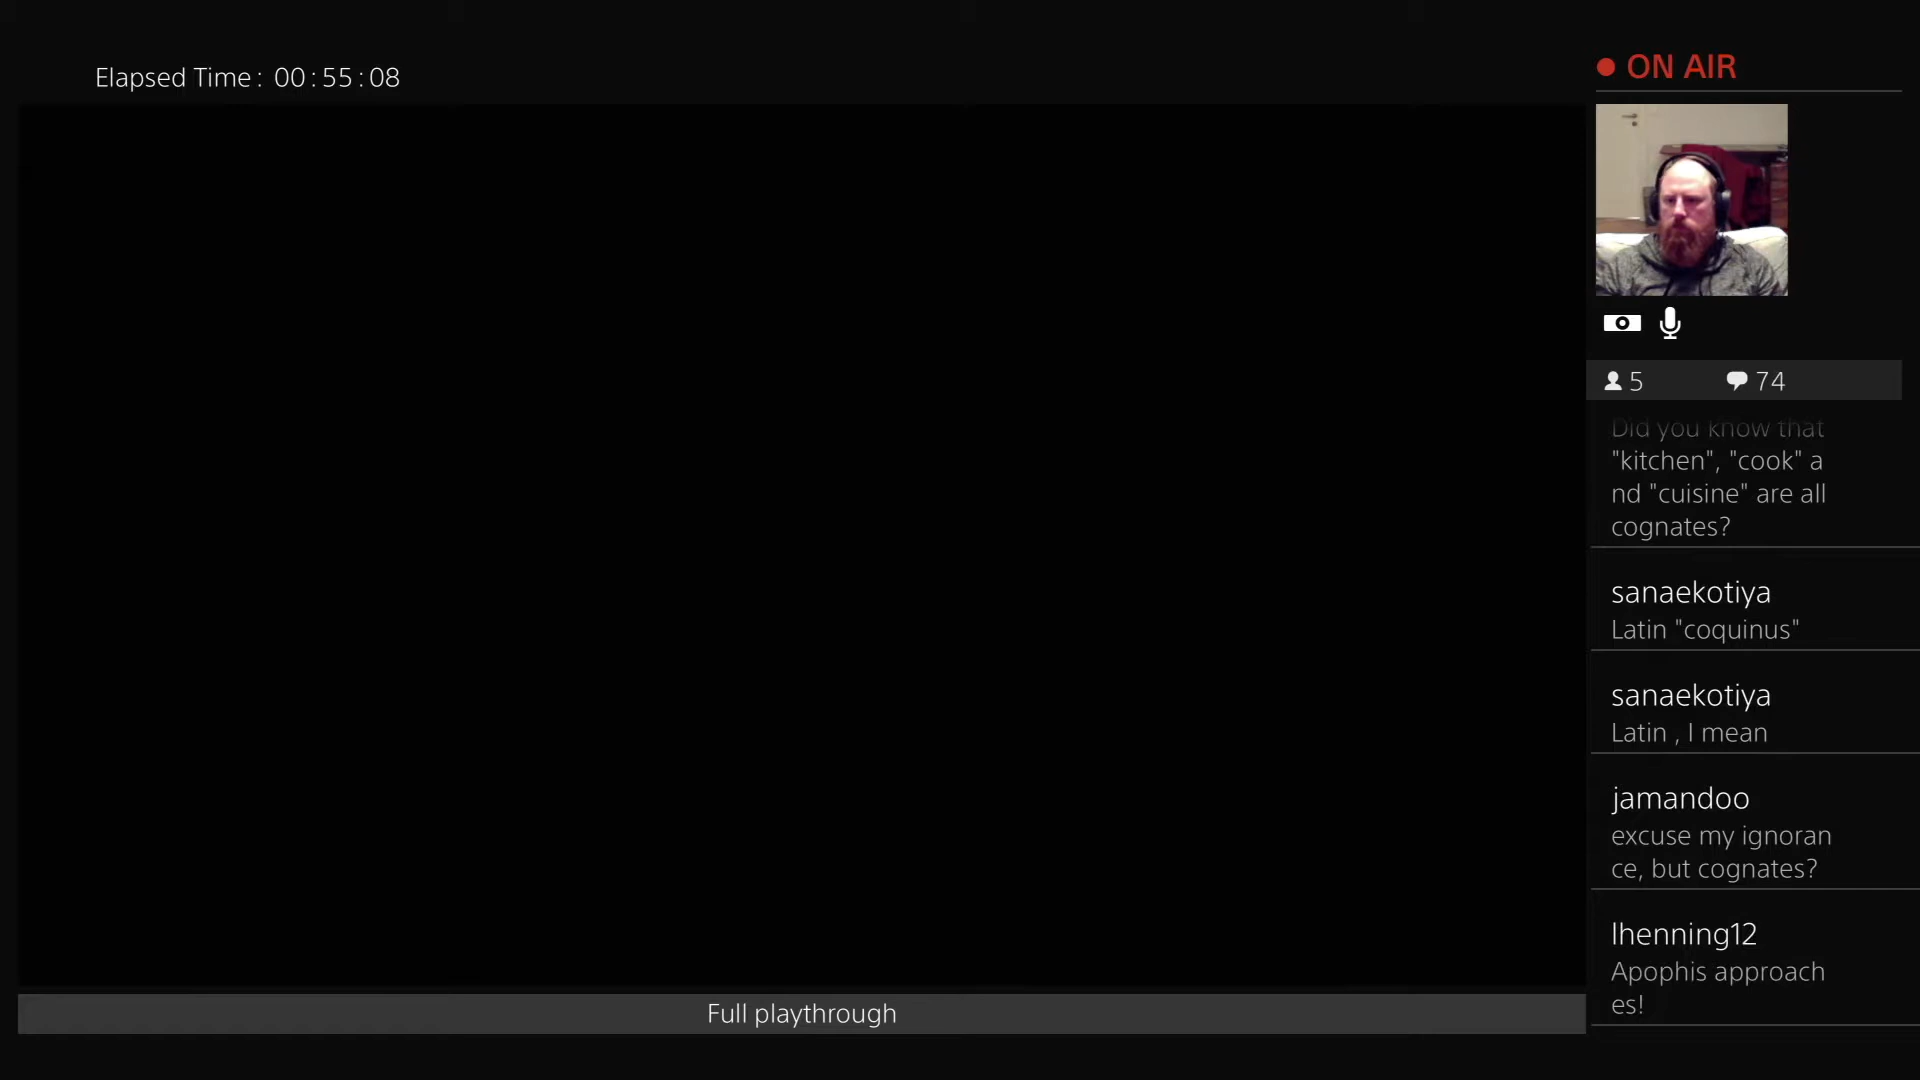 Elapsed Time: 00:55:08
ON AIR
5 74
Did you know that
"kitchen", "cook" a
nd "cuisine" are all
cognates?
sanaekotiya
Latin "coquinus"
sanaekotiya
Latin , I mean
jamandoo
excuse my ignoran
ce, but cognates?
lhenning12
Apophis approach
es!
Full playthrough